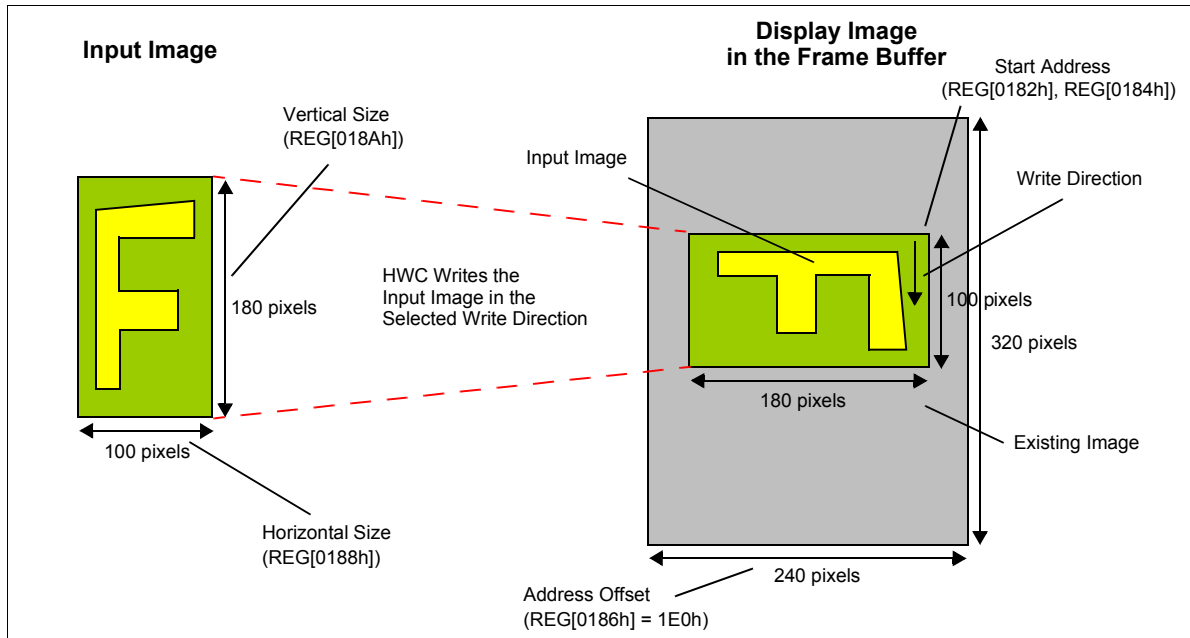 Input Image
Display Image
in the Frame Buffer
Start Address
(REG[0182h], REG[0184h])
Vertical Size
(REG[018Ah])
Input Image
Write Direction
HWC Writes the
Input Image in the
Selected Write Direction
180 pixels
100 pixels
320 pixels
180 pixels
100 pixels
Existing Image
Horizontal Size
(REG[0188h])
240 pixels
Address Offset
(REG[0186h] = 1E0h)
F
F